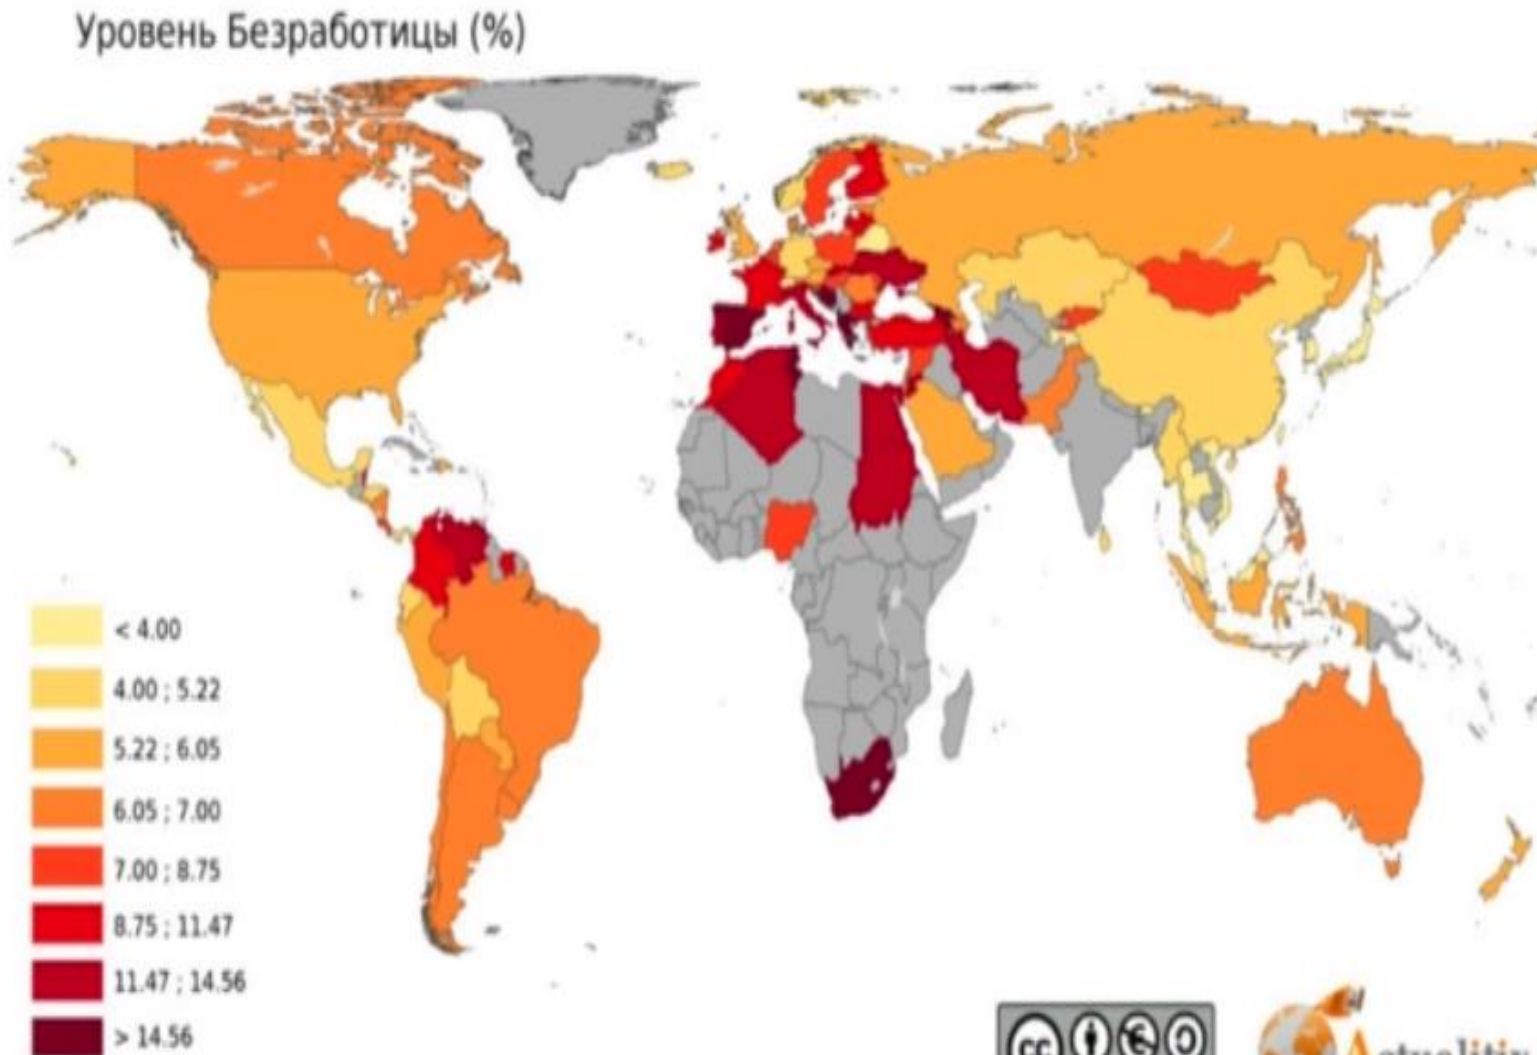 Уровень Безработицы (%)
< 4.00
4.00 ; 5.22
5.22 ; 6.05
6.05 ; 7.00
7.00 ; 8.75
8.75 ; 11.47
11.47 ; 14.56
> 14.56
cc